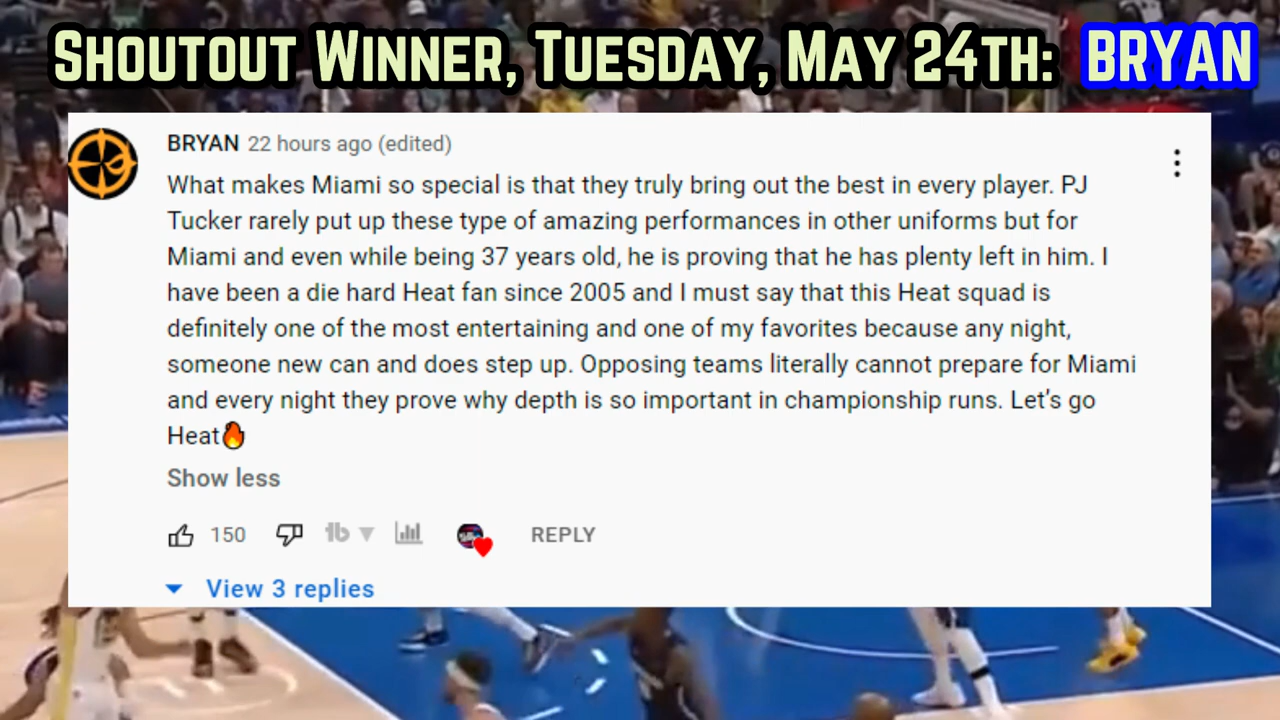 Shoutout Winner, Tuesday, May 24th: BRYAN
BRYAN 22 hours ago (edited)
What makes Miami so special is that they truly bring out the best in every player. PJ
Tucker rarely put up these type of amazing performances in other uniforms but for
Miami and even while being 37 years old, he is proving that he has plenty left in him. I
have been a die hard Heat fan since 2005 and I must say that this Heat squad is
definitely one of the most entertaining and one of my favorites because any night,
someone new can and does step up. Opposing teams literally cannot prepare for Miami
and every night they prove why depth is so important in championship runs. Let's go
Heat🔥
Show less
150 REPLY
View 3 replies